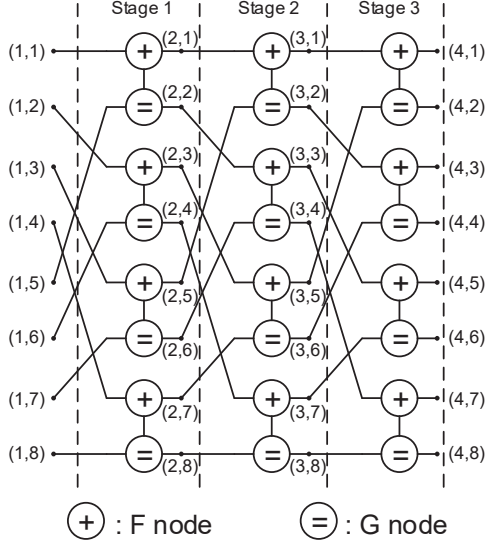 Stage 1 Stage 2 Stage 3
(1,1) + (2,1) + (3,1) + (4,1)
(1,2) = (2,2) = (3,2) = (4,2)
(1,3) + (2,3) + (3,3) + (4,3)
(1,4) = (2,4) = (3,4) = (4,4)
(1,5) + (2,5) + (3,5) + (4,5)
(1,6) = (2,6) = (3,6) = (4,6)
(1,7) + (2,7) + (3,7) + (4,7)
(1,8) = (2,8) = (3,8) = (4,8)
+ : F node = : G node